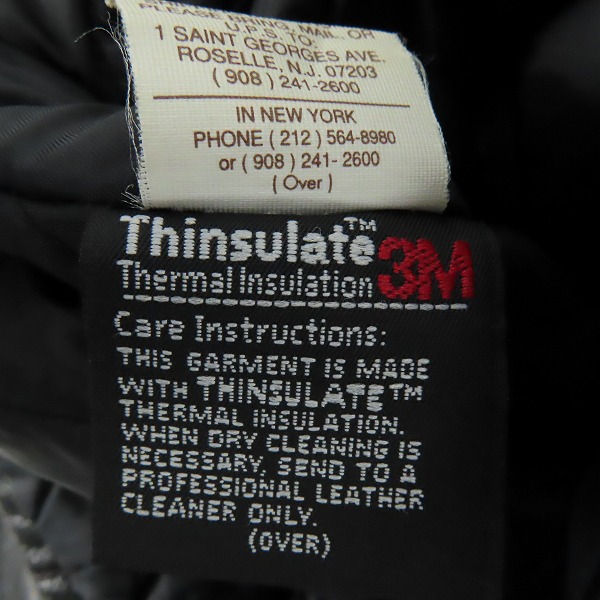 PLEASE BRING, MAIL, OR
U.P.S. TO:
1 SAINT GEORGES AVE.
ROSELLE, N.J. 07203
( 908 ) 241-2600
IN NEW YORK
PHONE ( 212 ) 564-8980
or ( 908 ) 241- 2600
( Over )
Thinsulate™ 3M
Thermal Insulation
Care Instructions:
THIS GARMENT IS MADE
WITH THINSULATE™
THERMAL INSULATION.
WHEN DRY CLEANING IS
NECESSARY, SEND TO A
PROFESSIONAL LEATHER
CLEANER ONLY.
(OVER)